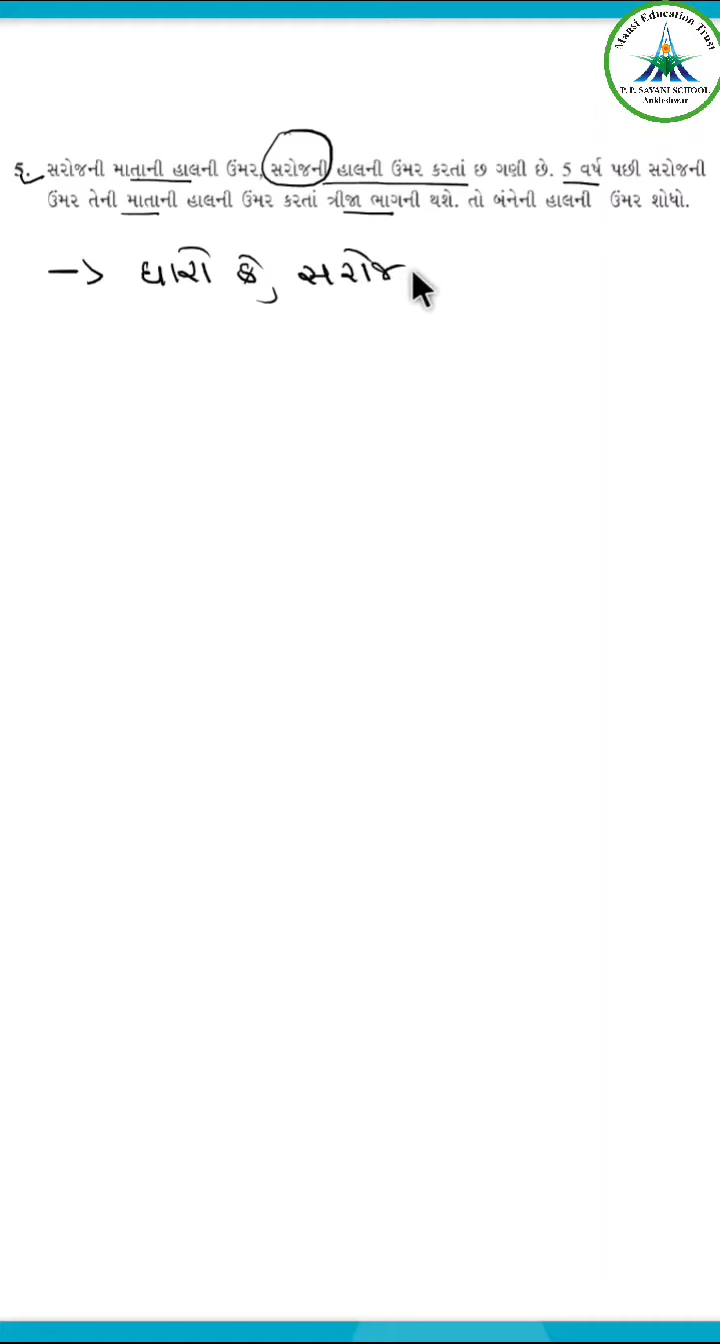 Mansi Education Trust
P. P. SAVANI SCHOOL
Ankleshwar
5. સરોજની માતાની હાલની ઉંમર, સરોજની હાલની ઉંમર કરતાં છ ગણી છે. 5 વર્ષ પછી સરોજની
ઉંમર તેની માતાની હાલની ઉંમર કરતાં ત્રીજા ભાગની થશે. તો બંનેની હાલની ઉંમર શોધો.
-> ધારો કે, સરોજ